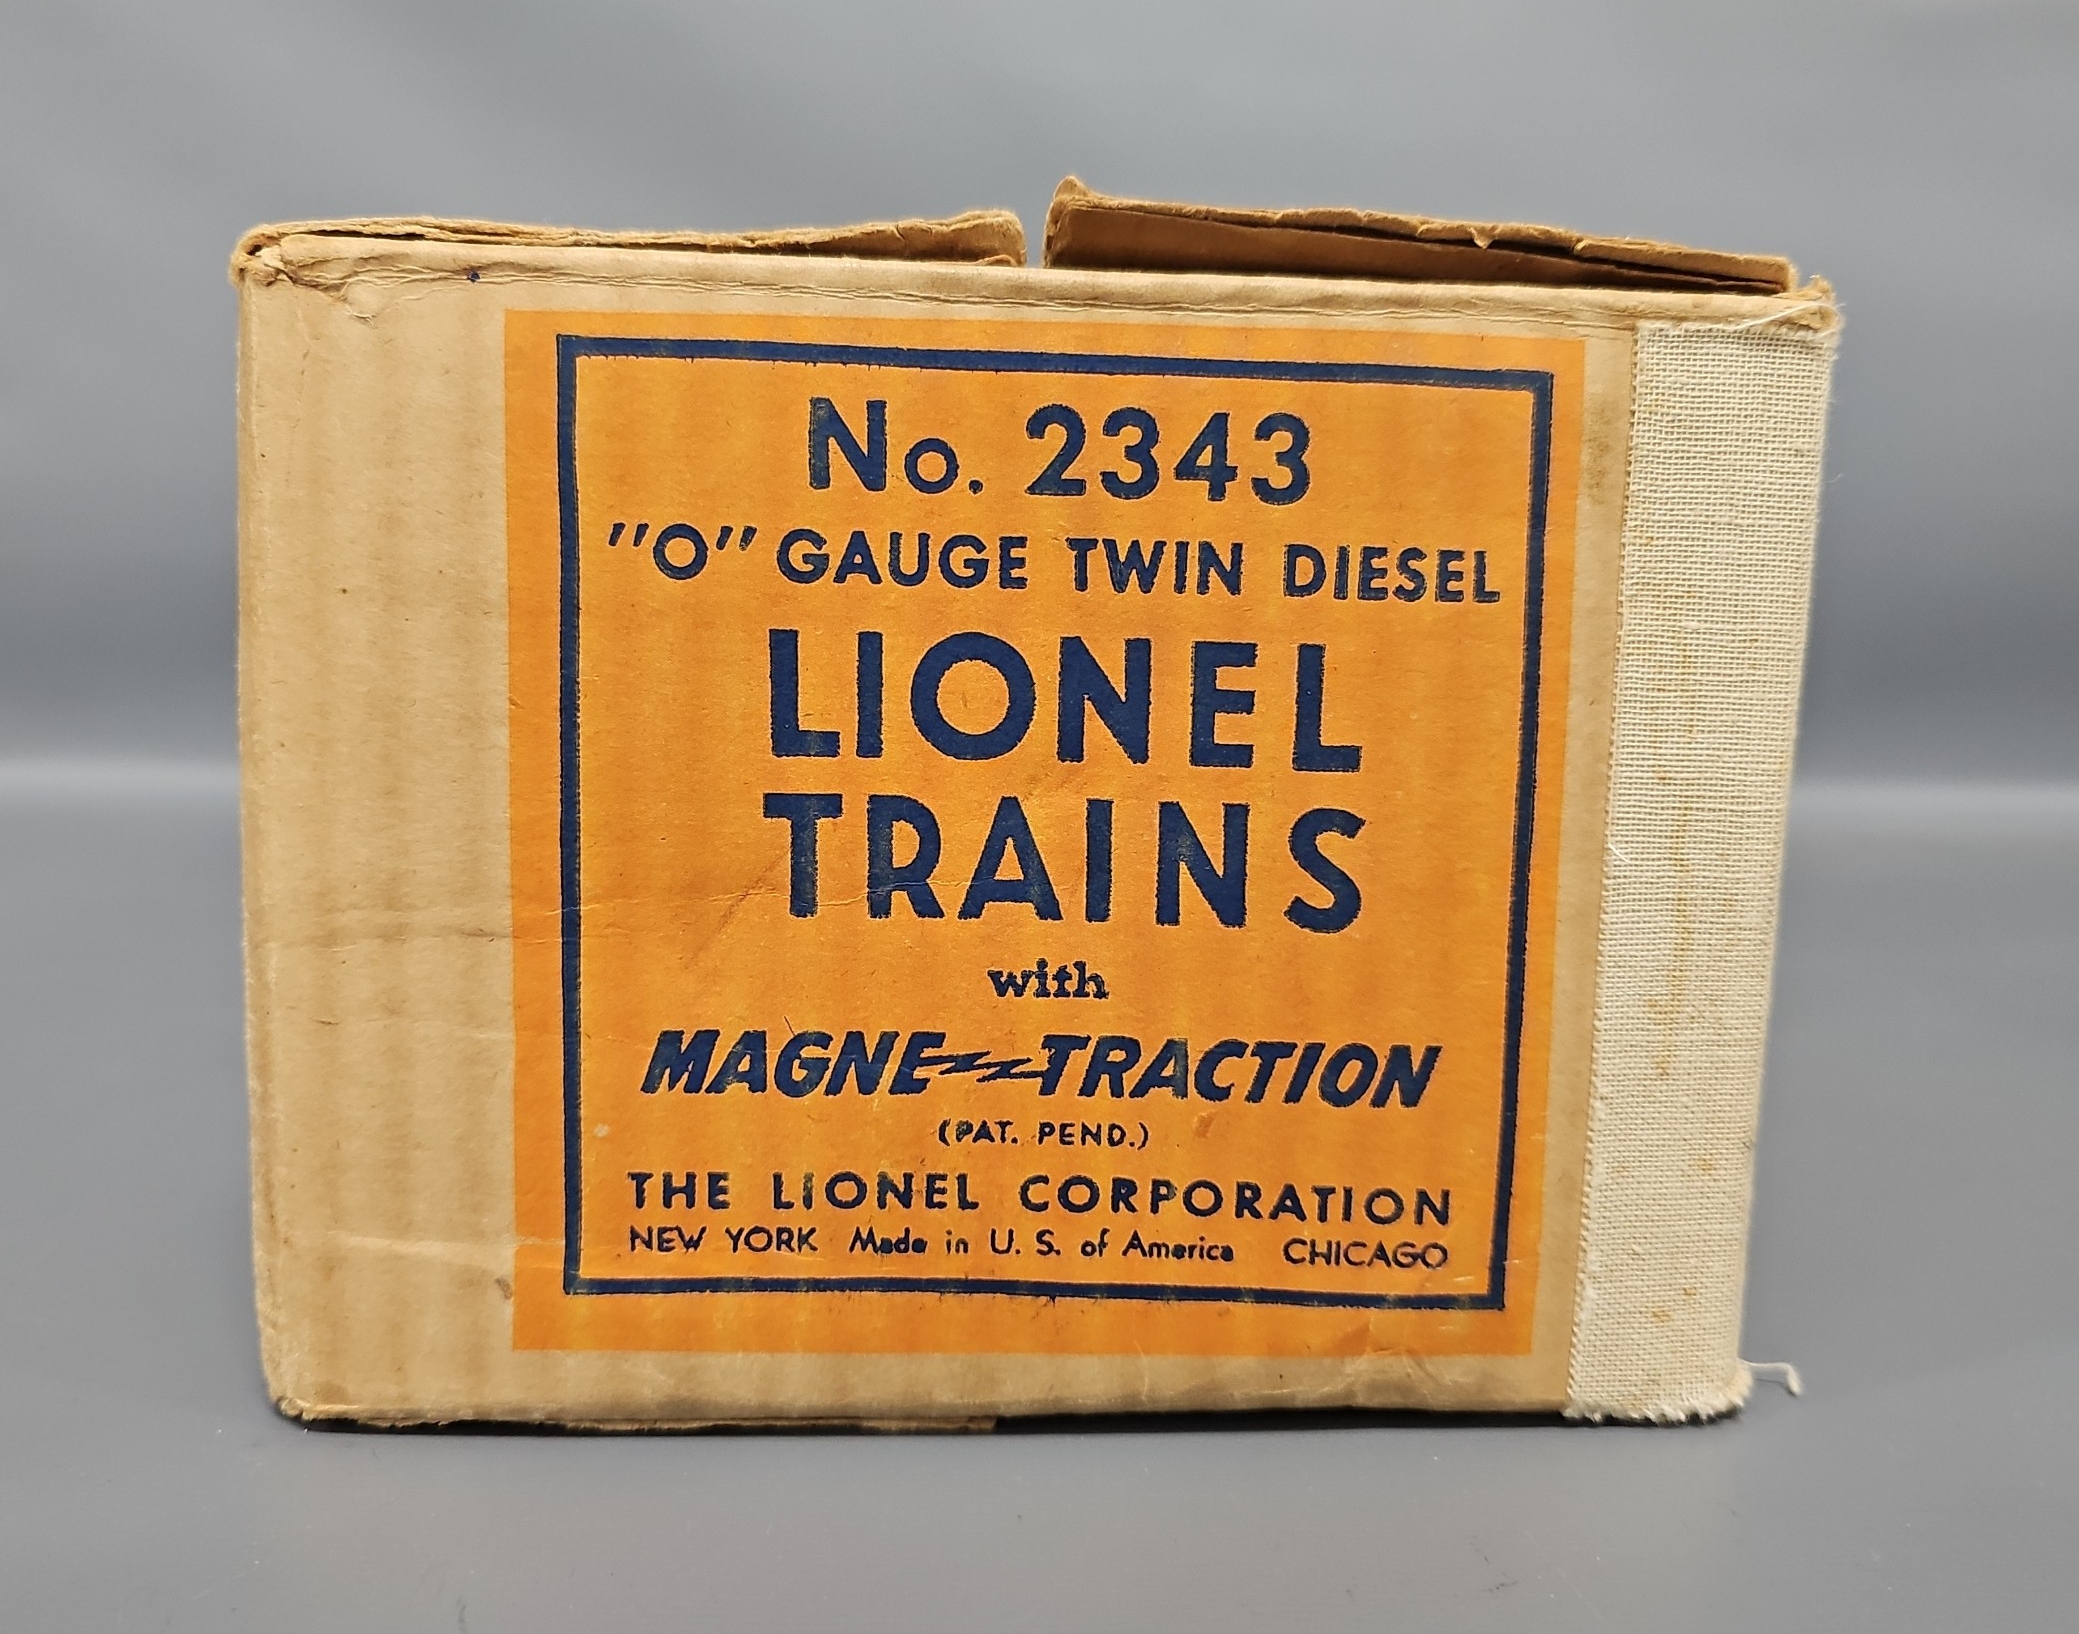 No. 2343
"O" GAUGE TWIN DIESEL
LIONEL
TRAINS
with
MAGNE-TRACTION
(PAT. PEND.)
THE LIONEL CORPORATION
NEW YORK Made in U. S. of America CHICAGO